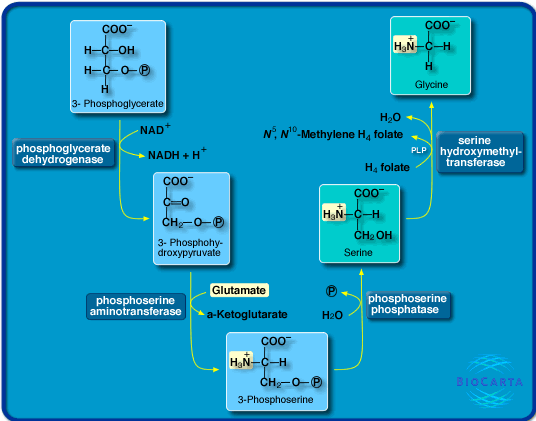 COO⁻
H–C–OH
H–C–O–P
H
3- Phosphoglycerate
phosphoglycerate
dehydrogenase
NAD⁺
NADH + H⁺
COO⁻
C=O
CH₂–O–P
3- Phosphohy-
droxypyruvate
phosphoserine
aminotransferase
Glutamate
a-Ketoglutarate
COO⁻
H₃N⁺–C–H
CH₂–O–P
3-Phosphoserine
P
H₂O
phosphoserine
phosphatase
COO⁻
H₃N⁺–C–H
CH₂OH
Serine
H₂O
N⁵, N¹⁰-Methylene H₄ folate
PLP
H₄ folate
serine
hydroxymethyl-
transferase
COO⁻
H₃N⁺–C–H
H
Glycine
BIOCARTA